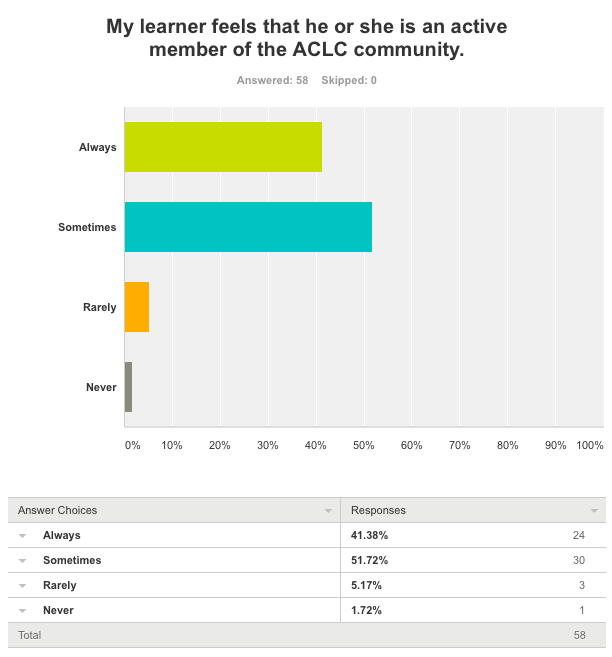 My learner feels that he or she is an active
member of the ACLC community.
Answered: 58 Skipped: 0
Always
Sometimes
Rarely
Never
0% 10% 20% 30% 40% 50% 60% 70% 80% 90% 100%
Answer Choices Responses
Always 41.38% 24
Sometimes 51.72% 30
Rarely 5.17% 3
Never 1.72% 1
Total 58